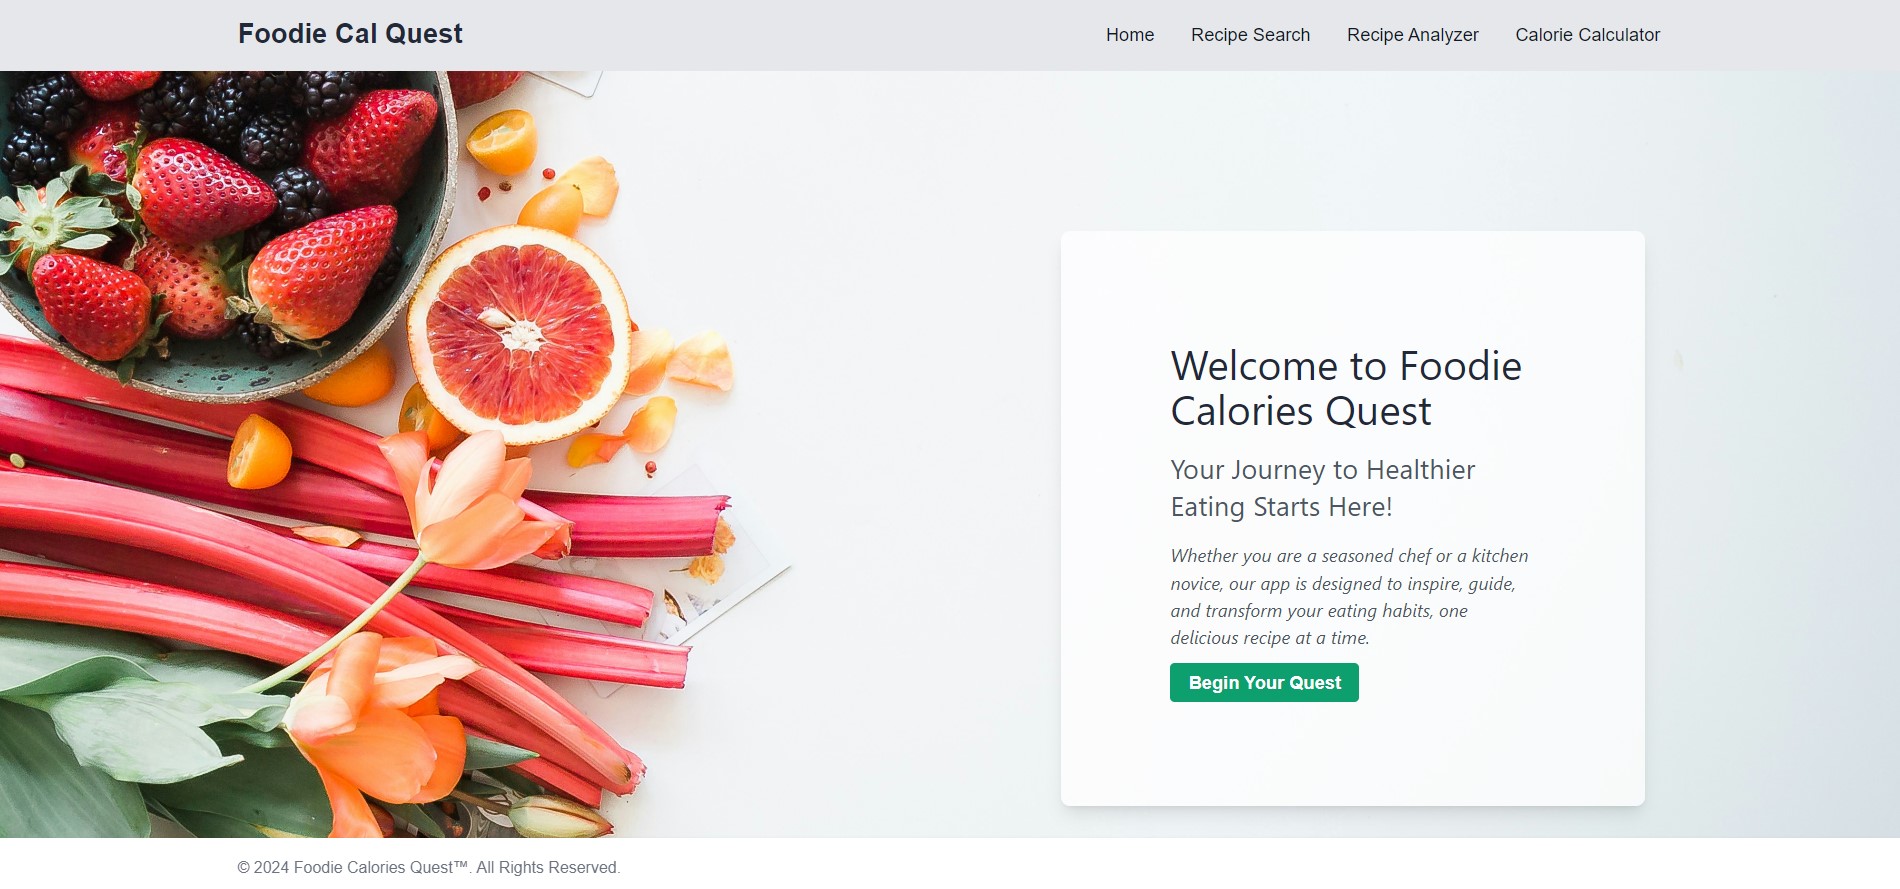 Foodie Cal Quest
Home Recipe Search Recipe Analyzer Calorie Calculator
Welcome to Foodie
Calories Quest
Your Journey to Healthier
Eating Starts Here!
Whether you are a seasoned chef or a kitchen
novice, our app is designed to inspire, guide,
and transform your eating habits, one
delicious recipe at a time.
Begin Your Quest
© 2024 Foodie Calories Quest™. All Rights Reserved.